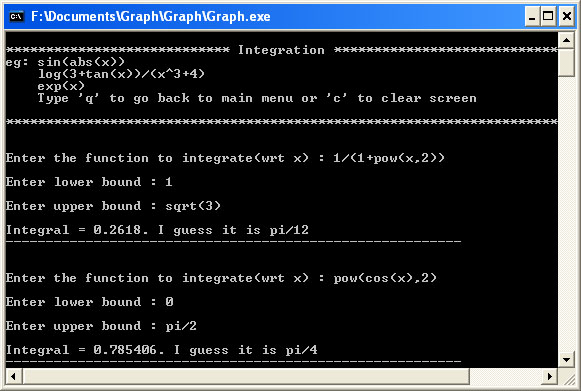 F:\Documents\Graph\Graph\Graph.exe
**************************** Integration ****************************
eg: sin(abs(x))
log(3+tan(x))/(x^3+4)
exp(x)
Type 'q' to go back to main menu or 'c' to clear screen
**********************************************************************
Enter the function to integrate(wrt x) : 1/(1+pow(x,2))
Enter lower bound : 1
Enter upper bound : sqrt(3)
Integral = 0.2618. I guess it is pi/12
----------------------------------------------------------
Enter the function to integrate(wrt x) : pow(cos(x),2)
Enter lower bound : 0
Enter upper bound : pi/2
Integral = 0.785406. I guess it is pi/4
----------------------------------------------------------